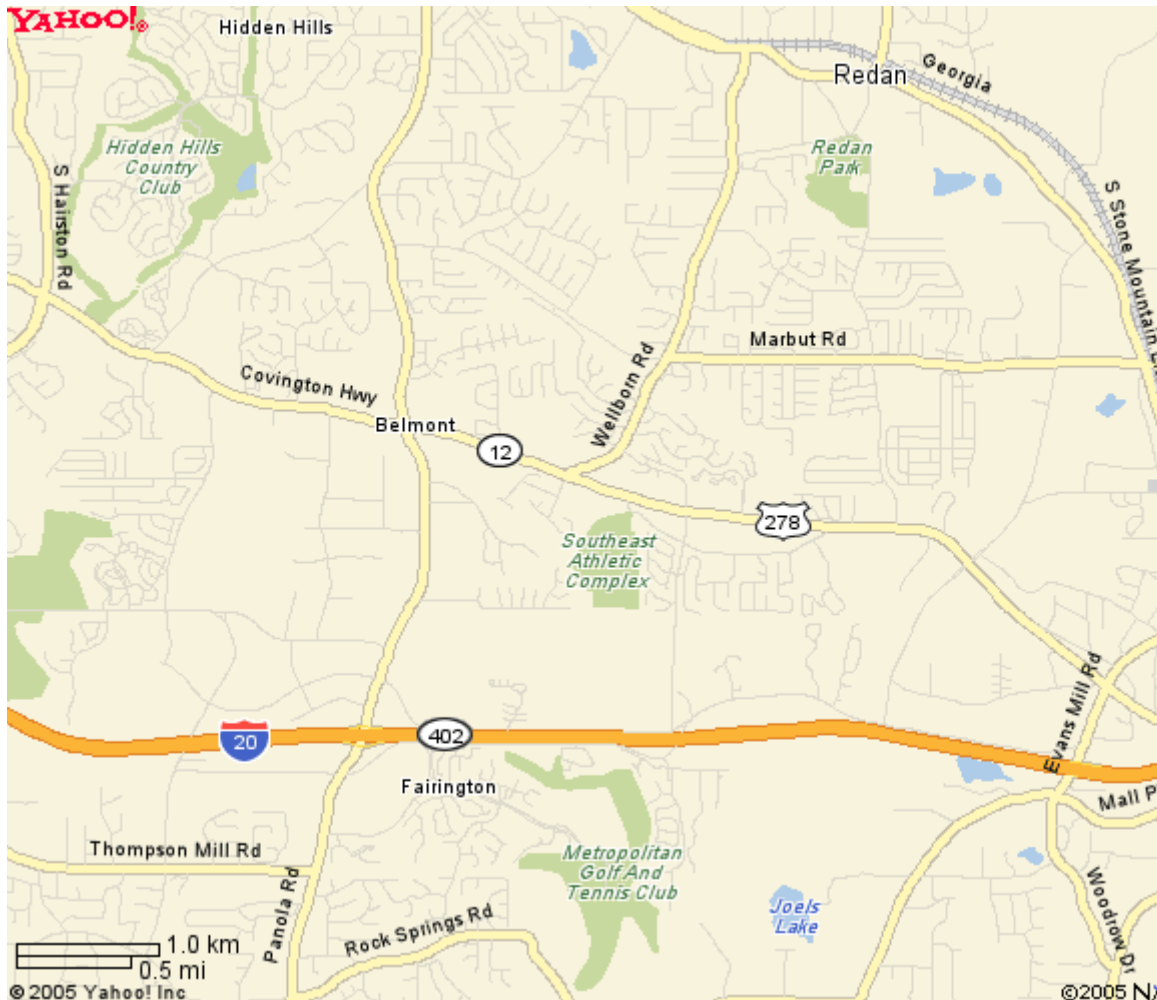 YAHOO!®
Hidden Hills
Redan
Georgia
Hidden Hills
Country
Club
Redan
Park
S Hairston Rd
S Stone Mountain
Marbut Rd
Wellborn Rd
Covington Hwy
Belmont
12
278
Southeast
Athletic
Complex
Evans Mill Rd
402
20
Fairington
Mall
Thompson Mill Rd
Metropolitan
Golf And
Tennis Club
Panola Rd
Woodrow Dr
Joels
Lake
Rock Springs Rd
1.0 km
0.5 mi
©2005 Yahoo! Inc
©2005